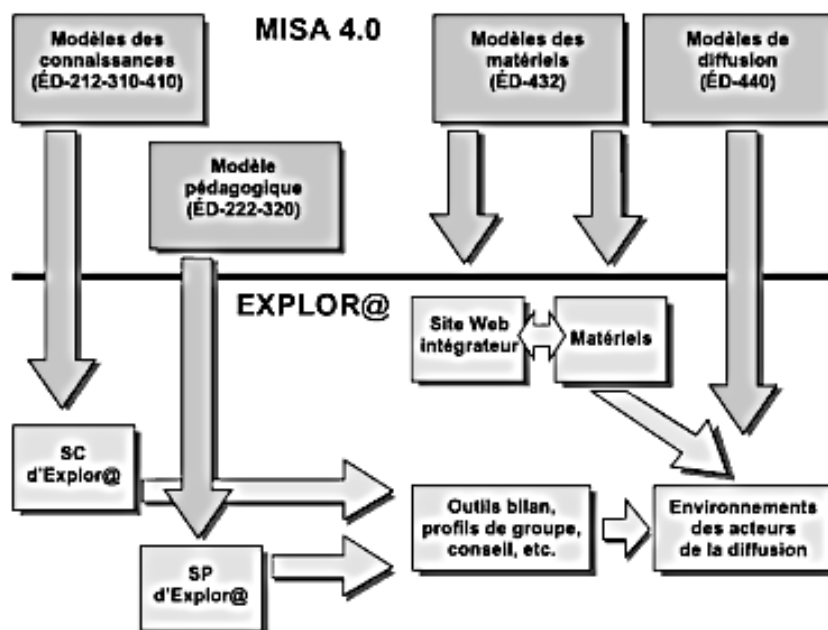 Modèles des
connaissances
(ÉD-212-310-410)
MISA 4.0
Modèles des
matériels
(ÉD-432)
Modèles de
diffusion
(ÉD-440)
Modèle
pédagogique
(ÉD-222-320)
EXPLOR@
Site Web
intégrateur
Matériels
SC
d'Explor@
Outils bilan,
profils de groupe,
conseil, etc.
Environnements
des acteurs
de la diffusion
SP
d'Explor@